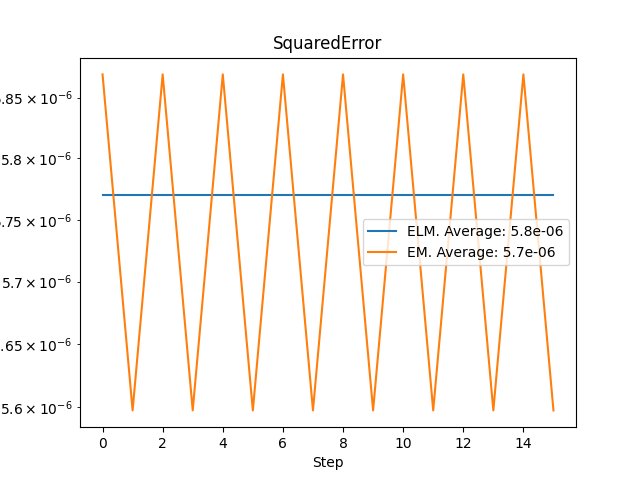 SquaredError
5.85 × 10⁻⁶
5.8 × 10⁻⁶
5.75 × 10⁻⁶
5.7 × 10⁻⁶
5.65 × 10⁻⁶
5.6 × 10⁻⁶
ELM. Average: 5.8e-06
EM. Average: 5.7e-06
0 2 4 6 8 10 12 14
Step